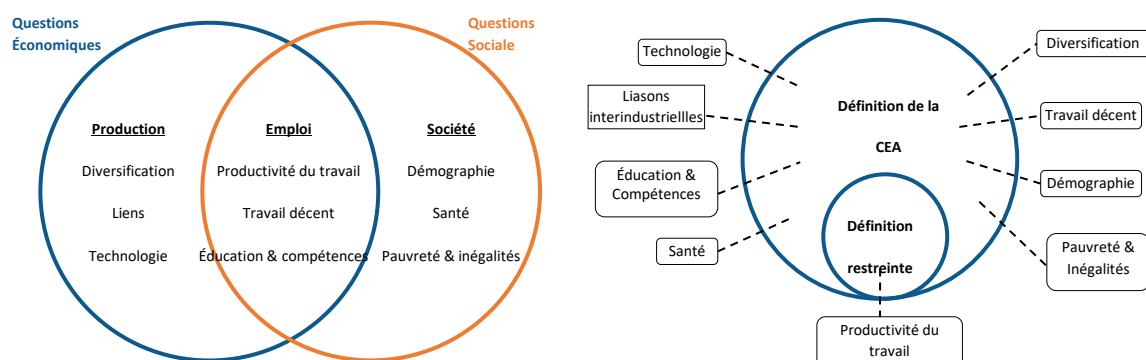 Questions
Économiques
Questions
Sociale
Production
Diversification
Liens
Technologie
Emploi
Productivité du travail
Travail décent
Éducation & compétences
Société
Démographie
Santé
Pauvreté & inégalités
Technologie
Liasons
interindustriellles
Éducation &
Compétences
Santé
Définition de la
CEA
Définition
restreinte
Productivité du
travail
Diversification
Travail décent
Démographie
Pauvreté &
Inégalités